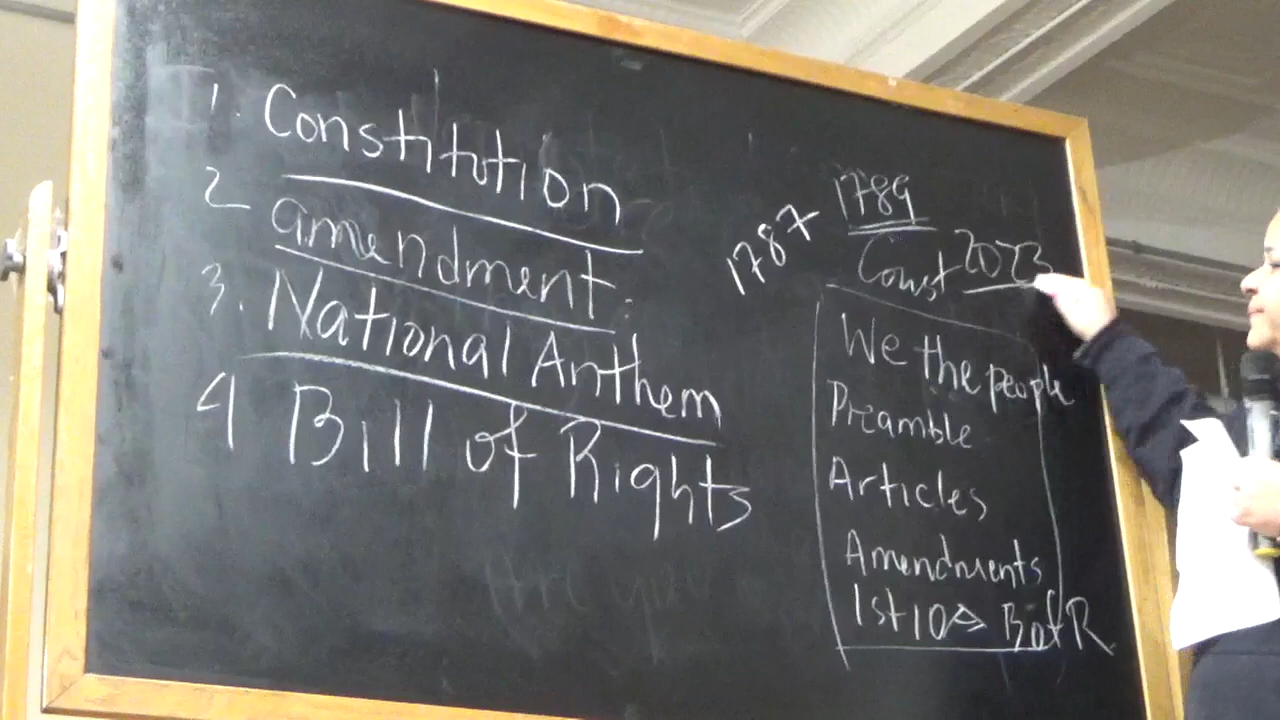 1. Constitution
2 amendment.
3. National Anthem
4 Bill of Rights
1787
1789
Const 2023
We the people
Preamble
Articles
Amendments
1st 10 → B of R